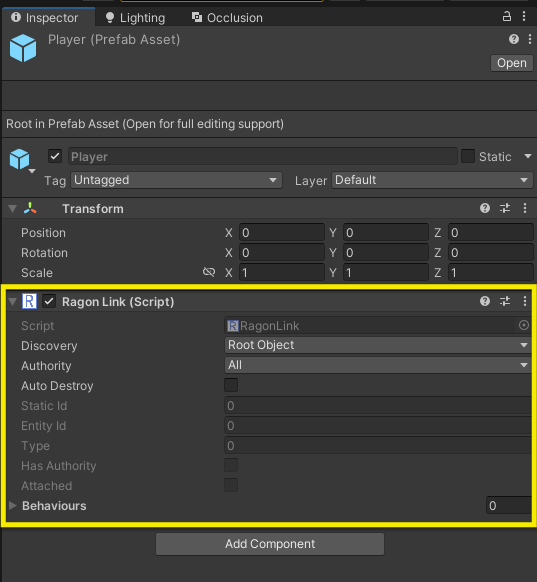 Inspector Lighting Occlusion
Player (Prefab Asset)
Open
Root in Prefab Asset (Open for full editing support)
Player Static
Tag Untagged Layer Default
Transform
Position X 0 Y 0 Z 0
Rotation X 0 Y 0 Z 0
Scale X 1 Y 1 Z 1
R Ragon Link (Script)
Script R RagonLink
Discovery Root Object
Authority All
Auto Destroy
Static Id 0
Entity Id 0
Type 0
Has Authority
Attached
Behaviours 0
Add Component